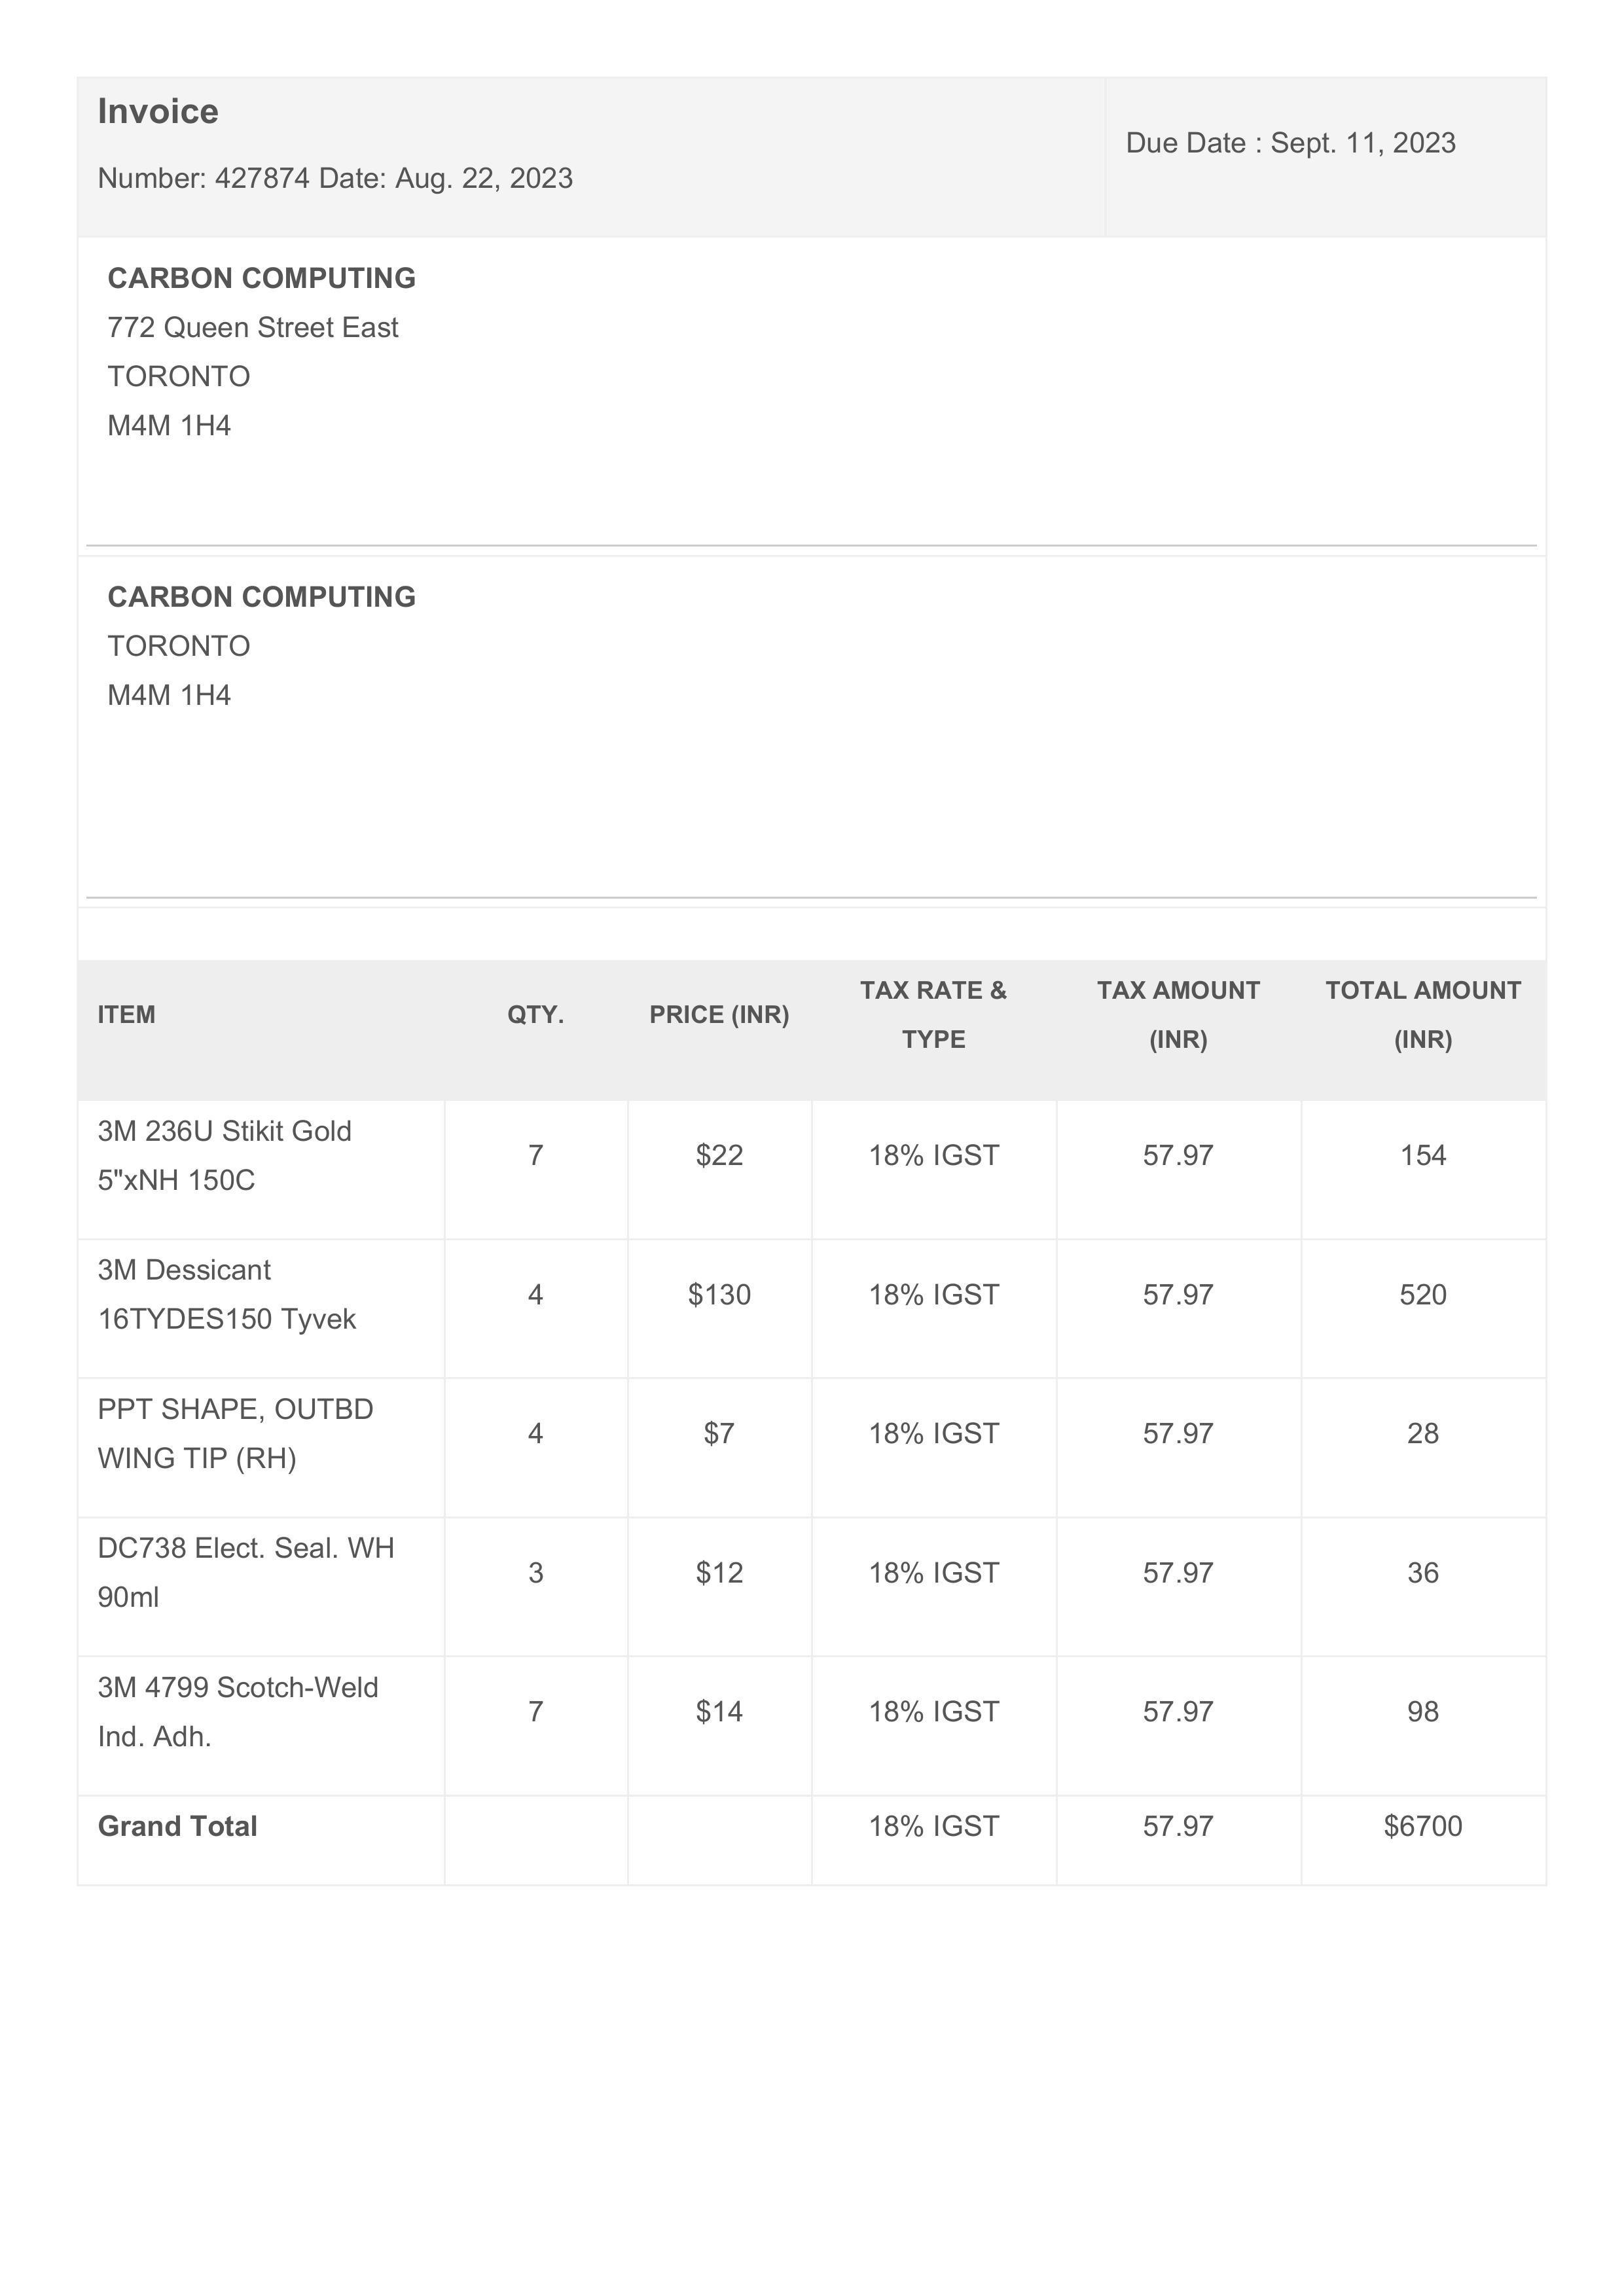 Invoice
Number: 427874 Date: Aug. 22, 2023
Due Date : Sept. 11, 2023
CARBON COMPUTING
772 Queen Street East
TORONTO
M4M 1H4
CARBON COMPUTING
TORONTO
M4M 1H4
ITEM QTY. PRICE (INR) TAX RATE & TYPE TAX AMOUNT (INR) TOTAL AMOUNT (INR)
3M 236U Stikit Gold 5"xNH 150C 7 $22 18% IGST 57.97 154
3M Dessicant 16TYDES150 Tyvek 4 $130 18% IGST 57.97 520
PPT SHAPE, OUTBD WING TIP (RH) 4 $7 18% IGST 57.97 28
DC738 Elect. Seal. WH 90ml 3 $12 18% IGST 57.97 36
3M 4799 Scotch-Weld Ind. Adh. 7 $14 18% IGST 57.97 98
Grand Total 18% IGST 57.97 $6700